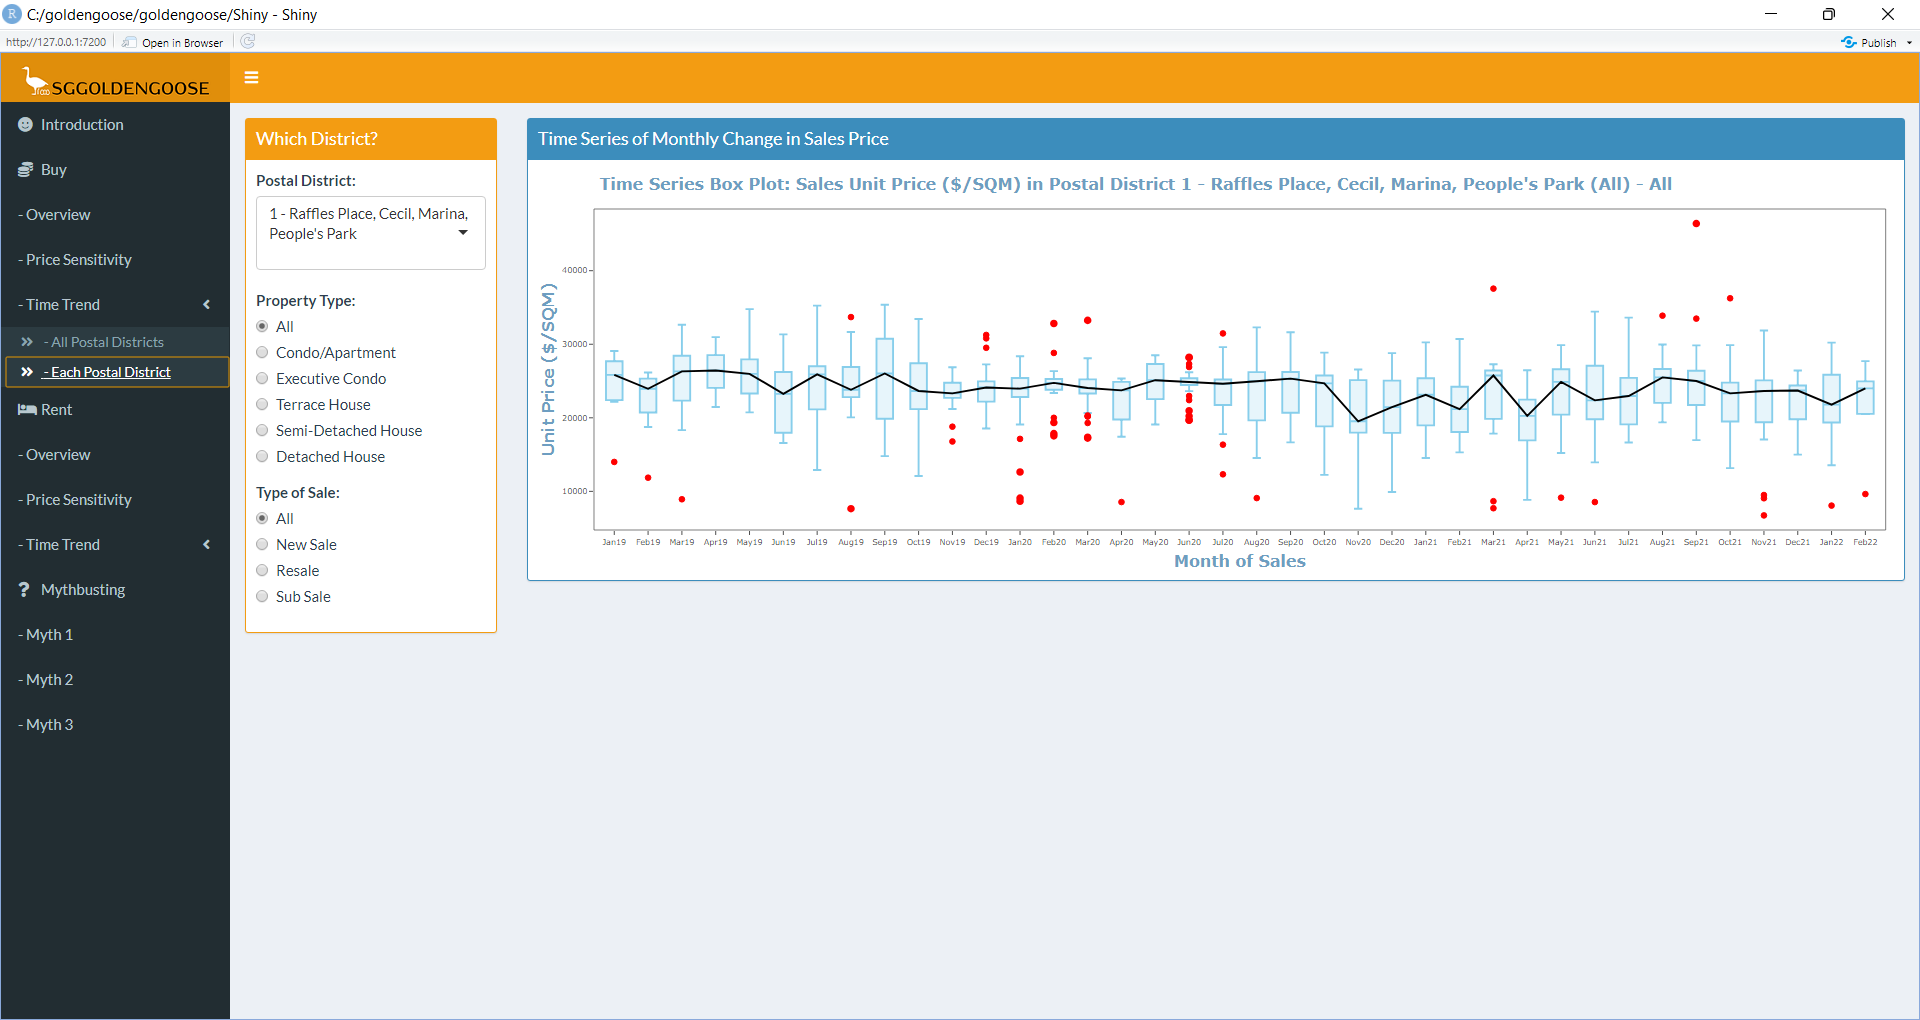 C:/goldengoose/goldengoose/Shiny - Shiny
http://127.0.0.1:7200 Open in Browser Publish
SGGOLDENGOOSE
Introduction
Buy
- Overview
- Price Sensitivity
- Time Trend
- All Postal Districts
- Each Postal District
Rent
- Overview
- Price Sensitivity
- Time Trend
? Mythbusting
- Myth 1
- Myth 2
- Myth 3
Which District?
Postal District:
1 - Raffles Place, Cecil, Marina,
People's Park
Property Type:
All
Condo/Apartment
Executive Condo
Terrace House
Semi-Detached House
Detached House
Type of Sale:
All
New Sale
Resale
Sub Sale
Time Series of Monthly Change in Sales Price
Time Series Box Plot: Sales Unit Price ($/SQM) in Postal District 1 - Raffles Place, Cecil, Marina, People's Park (All) - All
Unit Price ($/SQM)
40000
30000
20000
10000
Jan19 Feb19 Mar19 Apr19 May19 Jun19 Jul19 Aug19 Sep19 Oct19 Nov19 Dec19 Jan20 Feb20 Mar20 Apr20 May20 Jun20 Jul20 Aug20 Sep20 Oct20 Nov20 Dec20 Jan21 Feb21 Mar21 Apr21 May21 Jun21 Jul21 Aug21 Sep21 Oct21 Nov21 Dec21 Jan22 Feb22
Month of Sales